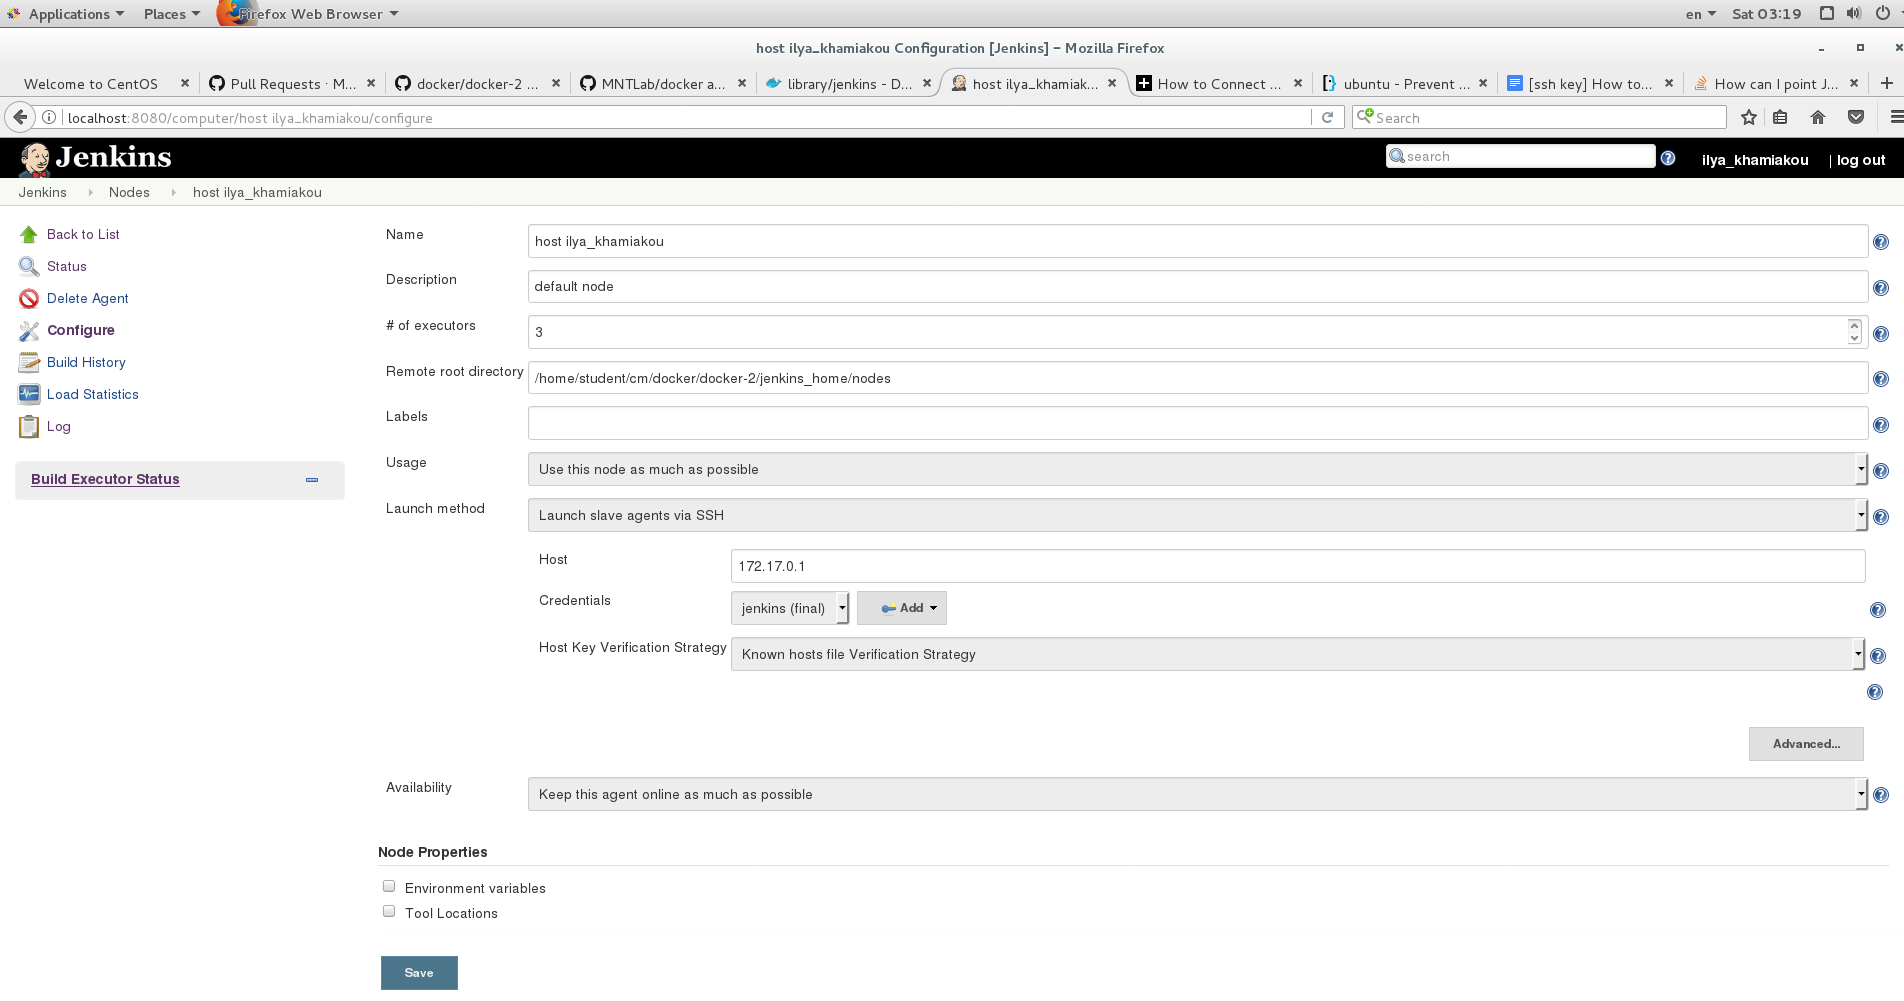 Applications Places Firefox Web Browser en Sat 03:19
host ilya_khamiakou Configuration [Jenkins] – Mozilla Firefox
Welcome to CentOS Pull Requests · M... docker/docker-2 ... MNTLab/docker a... library/jenkins – D... host ilya_khamiak... How to Connect ... ubuntu - Prevent ... [ssh key] How to... How can I point J...
localhost:8080/computer/host ilya_khamiakou/configure Search
Jenkins search ilya_khamiakou | log out
Jenkins Nodes host ilya_khamiakou
Back to List
Status
Delete Agent
Configure
Build History
Load Statistics
Log
Build Executor Status
Name host ilya_khamiakou
Description default node
# of executors 3
Remote root directory /home/student/cm/docker/docker-2/jenkins_home/nodes
Labels
Usage Use this node as much as possible
Launch method Launch slave agents via SSH
Host 172.17.0.1
Credentials jenkins (final) Add
Host Key Verification Strategy Known hosts file Verification Strategy
Advanced...
Availability Keep this agent online as much as possible
Node Properties
Environment variables
Tool Locations
Save